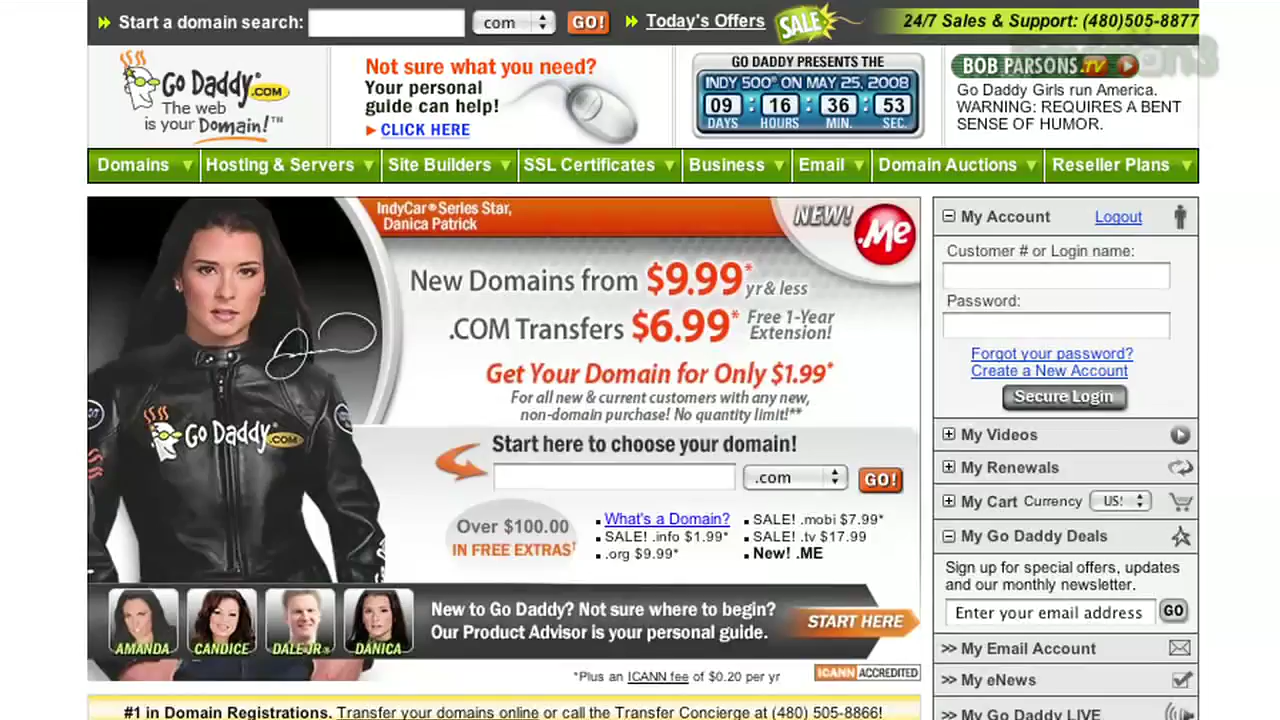 Start a domain search:
.com
GO!
Today's Offers
SALE
24/7 Sales & Support: (480)505-8877
Go Daddy.COM
The web
is your Domain!™
Not sure what you need?
Your personal
guide can help!
CLICK HERE
GO DADDY PRESENTS THE
INDY 500® ON MAY 25, 2008
09 : 16 : 36 : 53
DAYS HOURS MIN. SEC.
BOB PARSONS.TV
Go Daddy Girls run America.
WARNING: REQUIRES A BENT
SENSE OF HUMOR.
Domains
Hosting & Servers
Site Builders
SSL Certificates
Business
Email
Domain Auctions
Reseller Plans
IndyCar® Series Star,
Danica Patrick
NEW!
.Me
New Domains from $9.99* yr & less
.COM Transfers $6.99* Free 1-Year
Extension!
Get Your Domain for Only $1.99*
For all new & current customers with any new,
non-domain purchase! No quantity limit!**
Go Daddy.COM
Start here to choose your domain!
.com
GO!
Over $100.00
IN FREE EXTRAS†
What's a Domain?
SALE! .info $1.99*
.org $9.99*
SALE! .mobi $7.99*
SALE! .tv $17.99
New! .ME
AMANDA
CANDICE
DALE JR®
DANICA
New to Go Daddy? Not sure where to begin?
Our Product Advisor is your personal guide.
START HERE
*Plus an ICANN fee of $0.20 per yr
ICANN ACCREDITED
#1 in Domain Registrations. Transfer your domains online or call the Transfer Concierge at (480) 505-8866!
My Account
Logout
Customer # or Login name:
Password:
Forgot your password?
Create a New Account
Secure Login
My Videos
My Renewals
My Cart Currency US!
My Go Daddy Deals
Sign up for special offers, updates
and our monthly newsletter.
Enter your email address
GO
>> My Email Account
>> My eNews
>> My Go Daddy LIVE